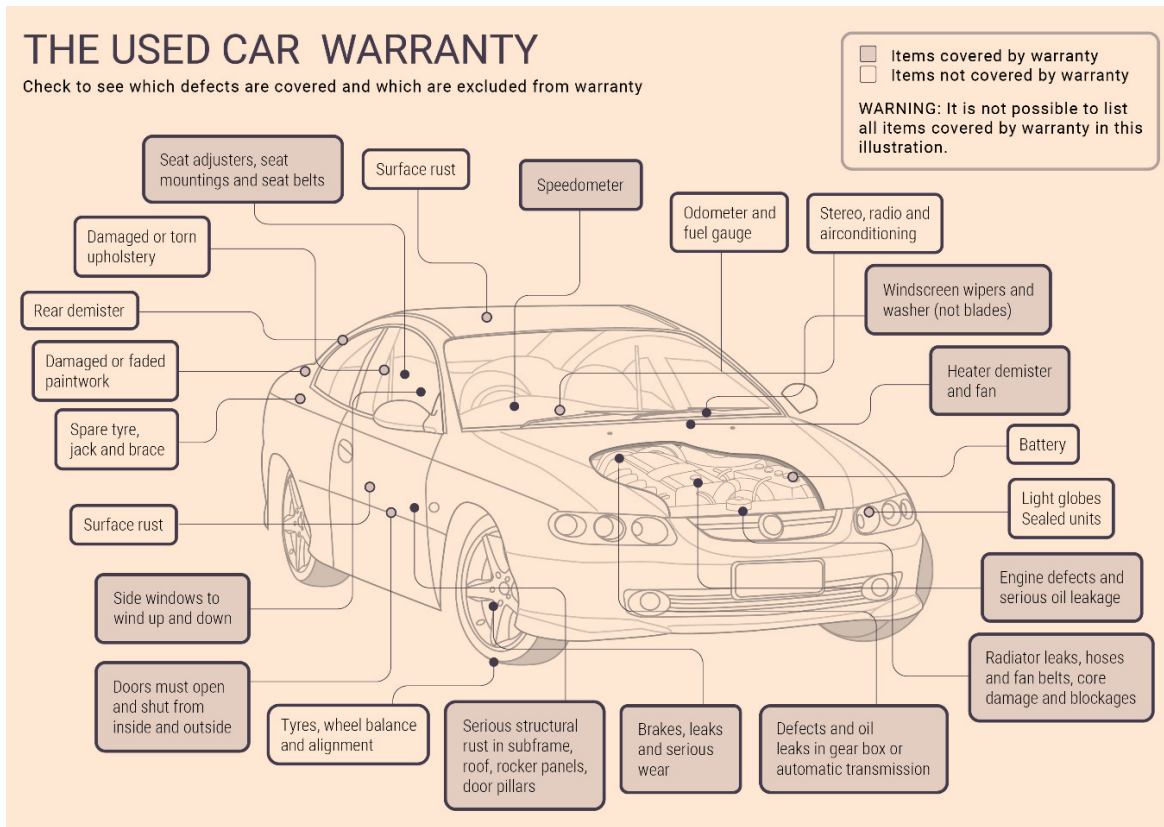 THE USED CAR WARRANTY
Check to see which defects are covered and which are excluded from warranty
Items covered by warranty
Items not covered by warranty
WARNING: It is not possible to list
all items covered by warranty in this
illustration.
Seat adjusters, seat
mountings and seat belts
Surface rust
Speedometer
Odometer and
fuel gauge
Stereo, radio and
airconditioning
Damaged or torn
upholstery
Windscreen wipers and
washer (not blades)
Rear demister
Damaged or faded
paintwork
Heater demister
and fan
Spare tyre,
jack and brace
Battery
Light globes
Sealed units
Surface rust
Engine defects and
serious oil leakage
Side windows to
wind up and down
Radiator leaks, hoses
and fan belts, core
damage and blockages
Doors must open
and shut from
inside and outside
Tyres, wheel balance
and alignment
Serious structural
rust in subframe,
roof, rocker panels,
door pillars
Brakes, leaks
and serious
wear
Defects and oil
leaks in gear box or
automatic transmission